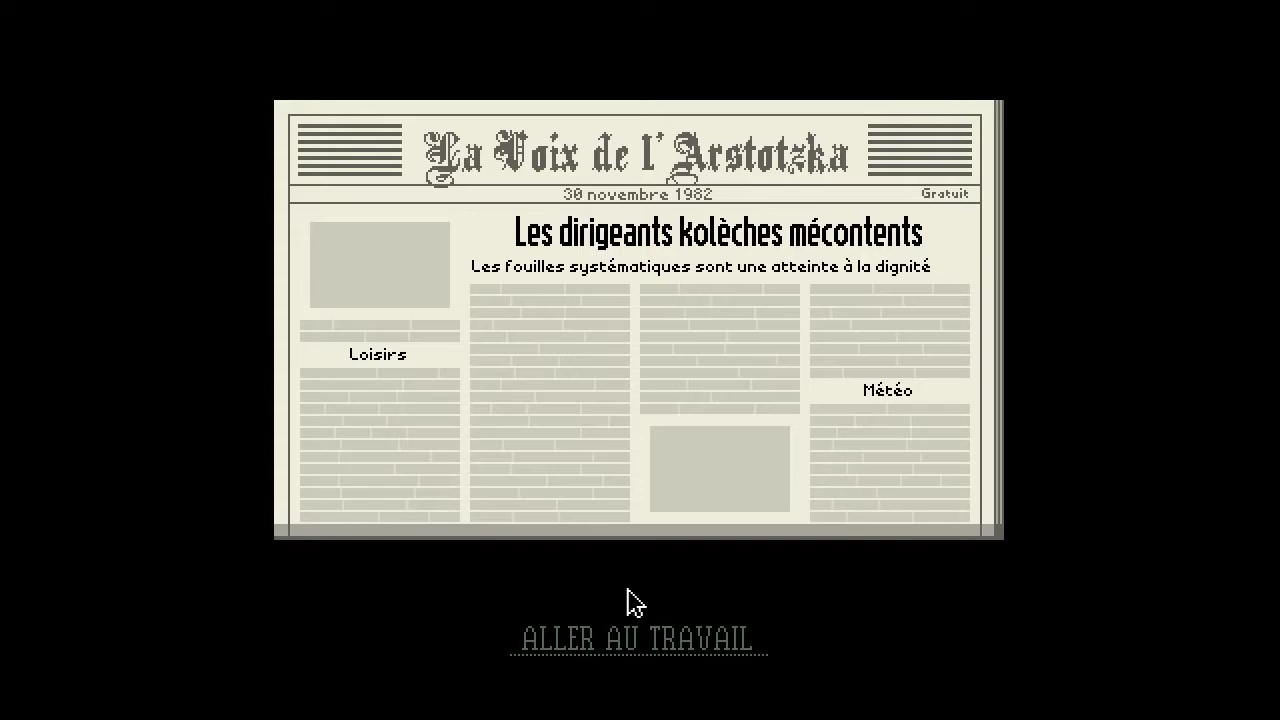 La Voix de l'Arstotzka
30 novembre 1982
Gratuit
Les dirigeants kolèches mécontents
Les fouilles systématiques sont une atteinte à la dignité
Loisirs
Météo
ALLER AU TRAVAIL